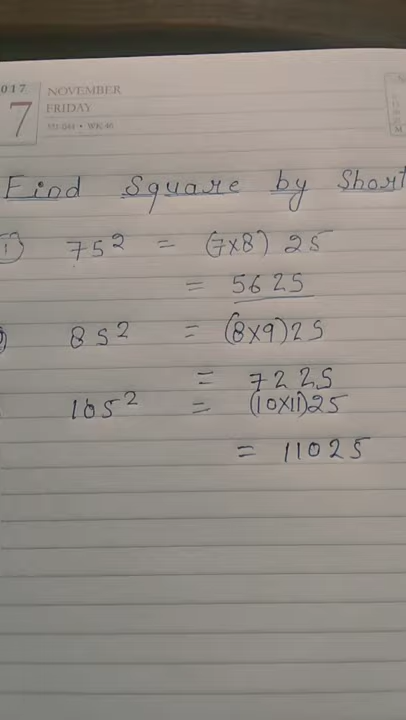 017
NOVEMBER
7
FRIDAY
Find Square by Short
1) 75² = (7x8) 25
= 5625
85² = (8x9)25
= 7225
105² = (10x11)25
= 11025